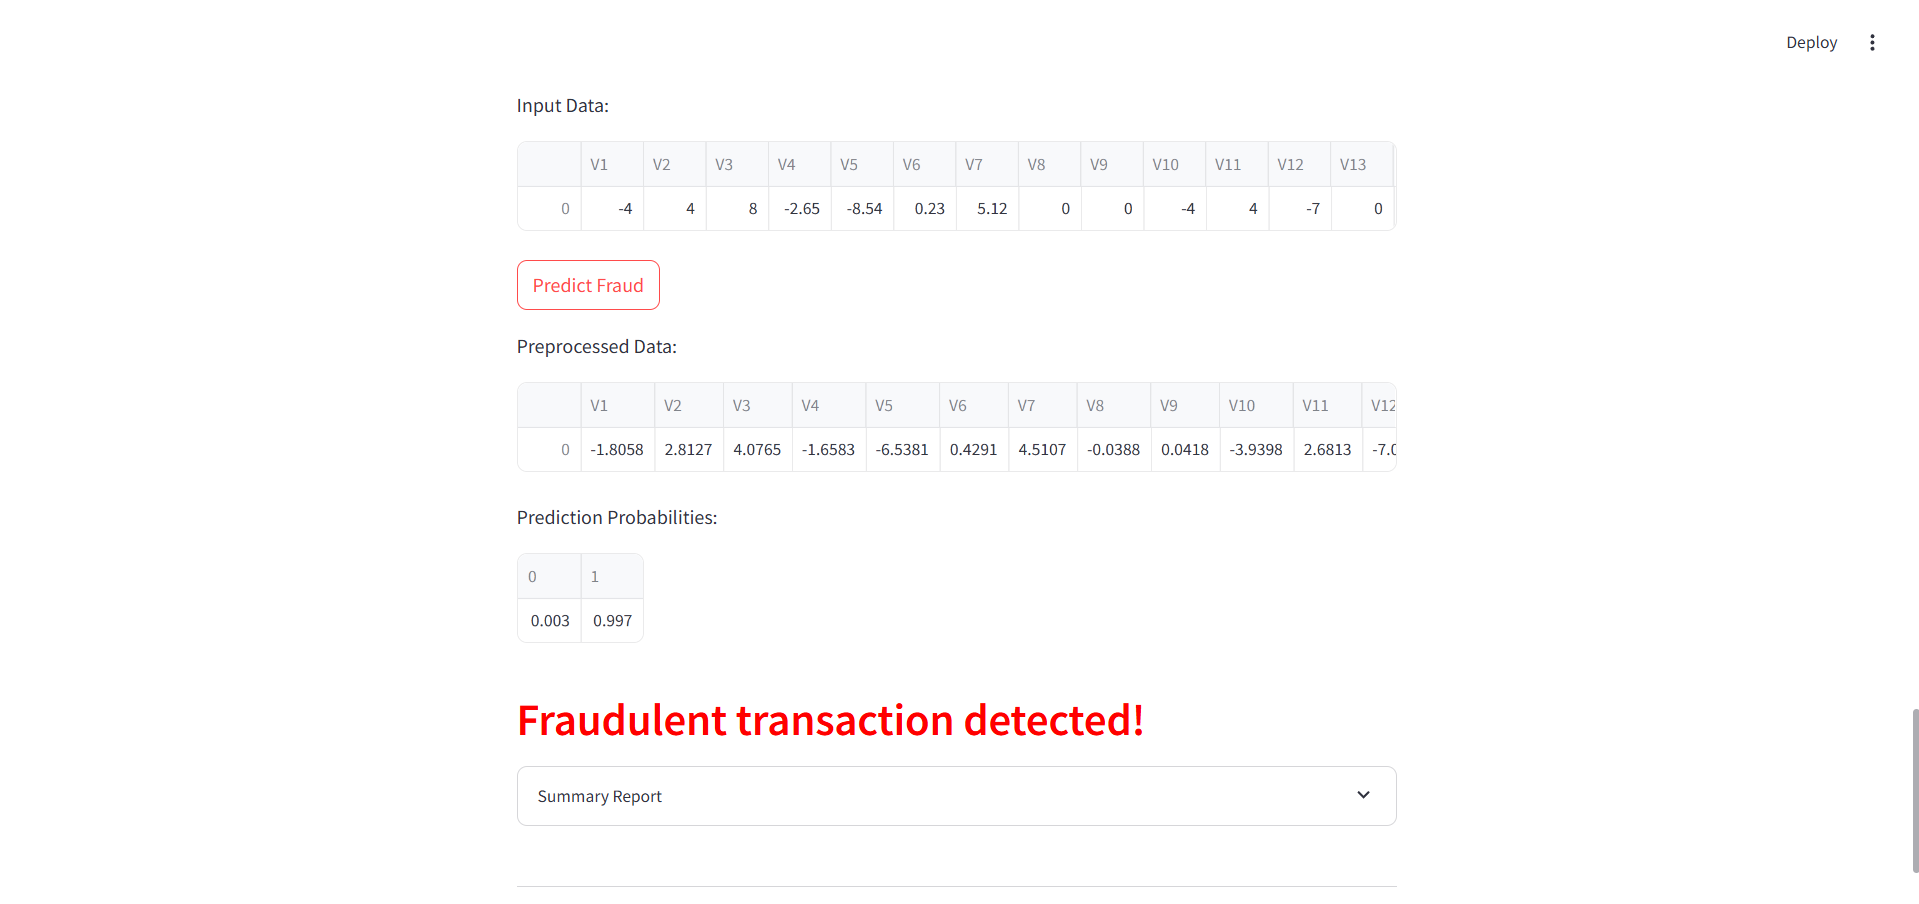 Deploy
Input Data:
V1 V2 V3 V4 V5 V6 V7 V8 V9 V10 V11 V12 V13
0 -4 4 8 -2.65 -8.54 0.23 5.12 0 0 -4 4 -7 0
Predict Fraud
Preprocessed Data:
V1 V2 V3 V4 V5 V6 V7 V8 V9 V10 V11 V12
0 -1.8058 2.8127 4.0765 -1.6583 -6.5381 0.4291 4.5107 -0.0388 0.0418 -3.9398 2.6813 -7.0
Prediction Probabilities:
0 1
0.003 0.997
Fraudulent transaction detected!
Summary Report